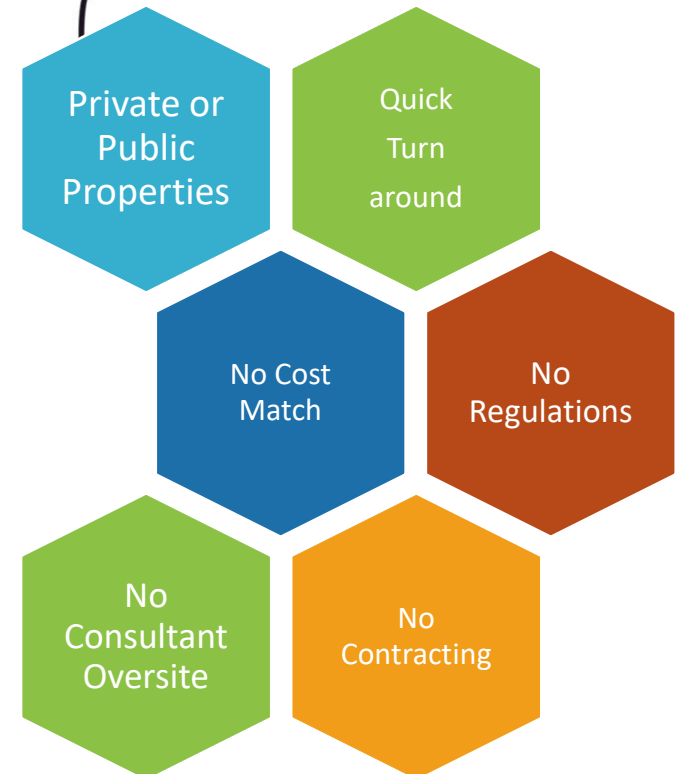 Private or
Public
Properties
Quick
Turn
around
No Cost
Match
No
Regulations
No
Consultant
Oversite
No
Contracting